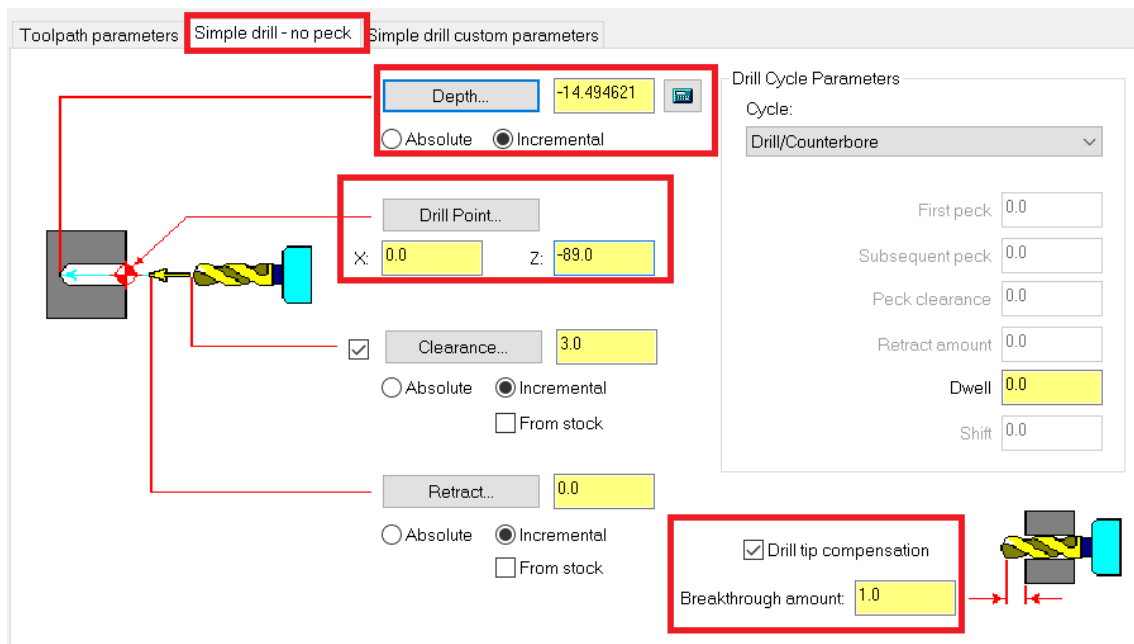 Toolpath parameters Simple drill - no peck Simple drill custom parameters
Depth... -14.494621
Absolute Incremental
Drill Point...
X: 0.0 Z: -89.0
Clearance... 3.0
Absolute Incremental
From stock
Retract... 0.0
Absolute Incremental
From stock
Drill Cycle Parameters
Cycle:
Drill/Counterbore
First peck 0.0
Subsequent peck 0.0
Peck clearance 0.0
Retract amount 0.0
Dwell 0.0
Shift 0.0
Drill tip compensation
Breakthrough amount: 1.0